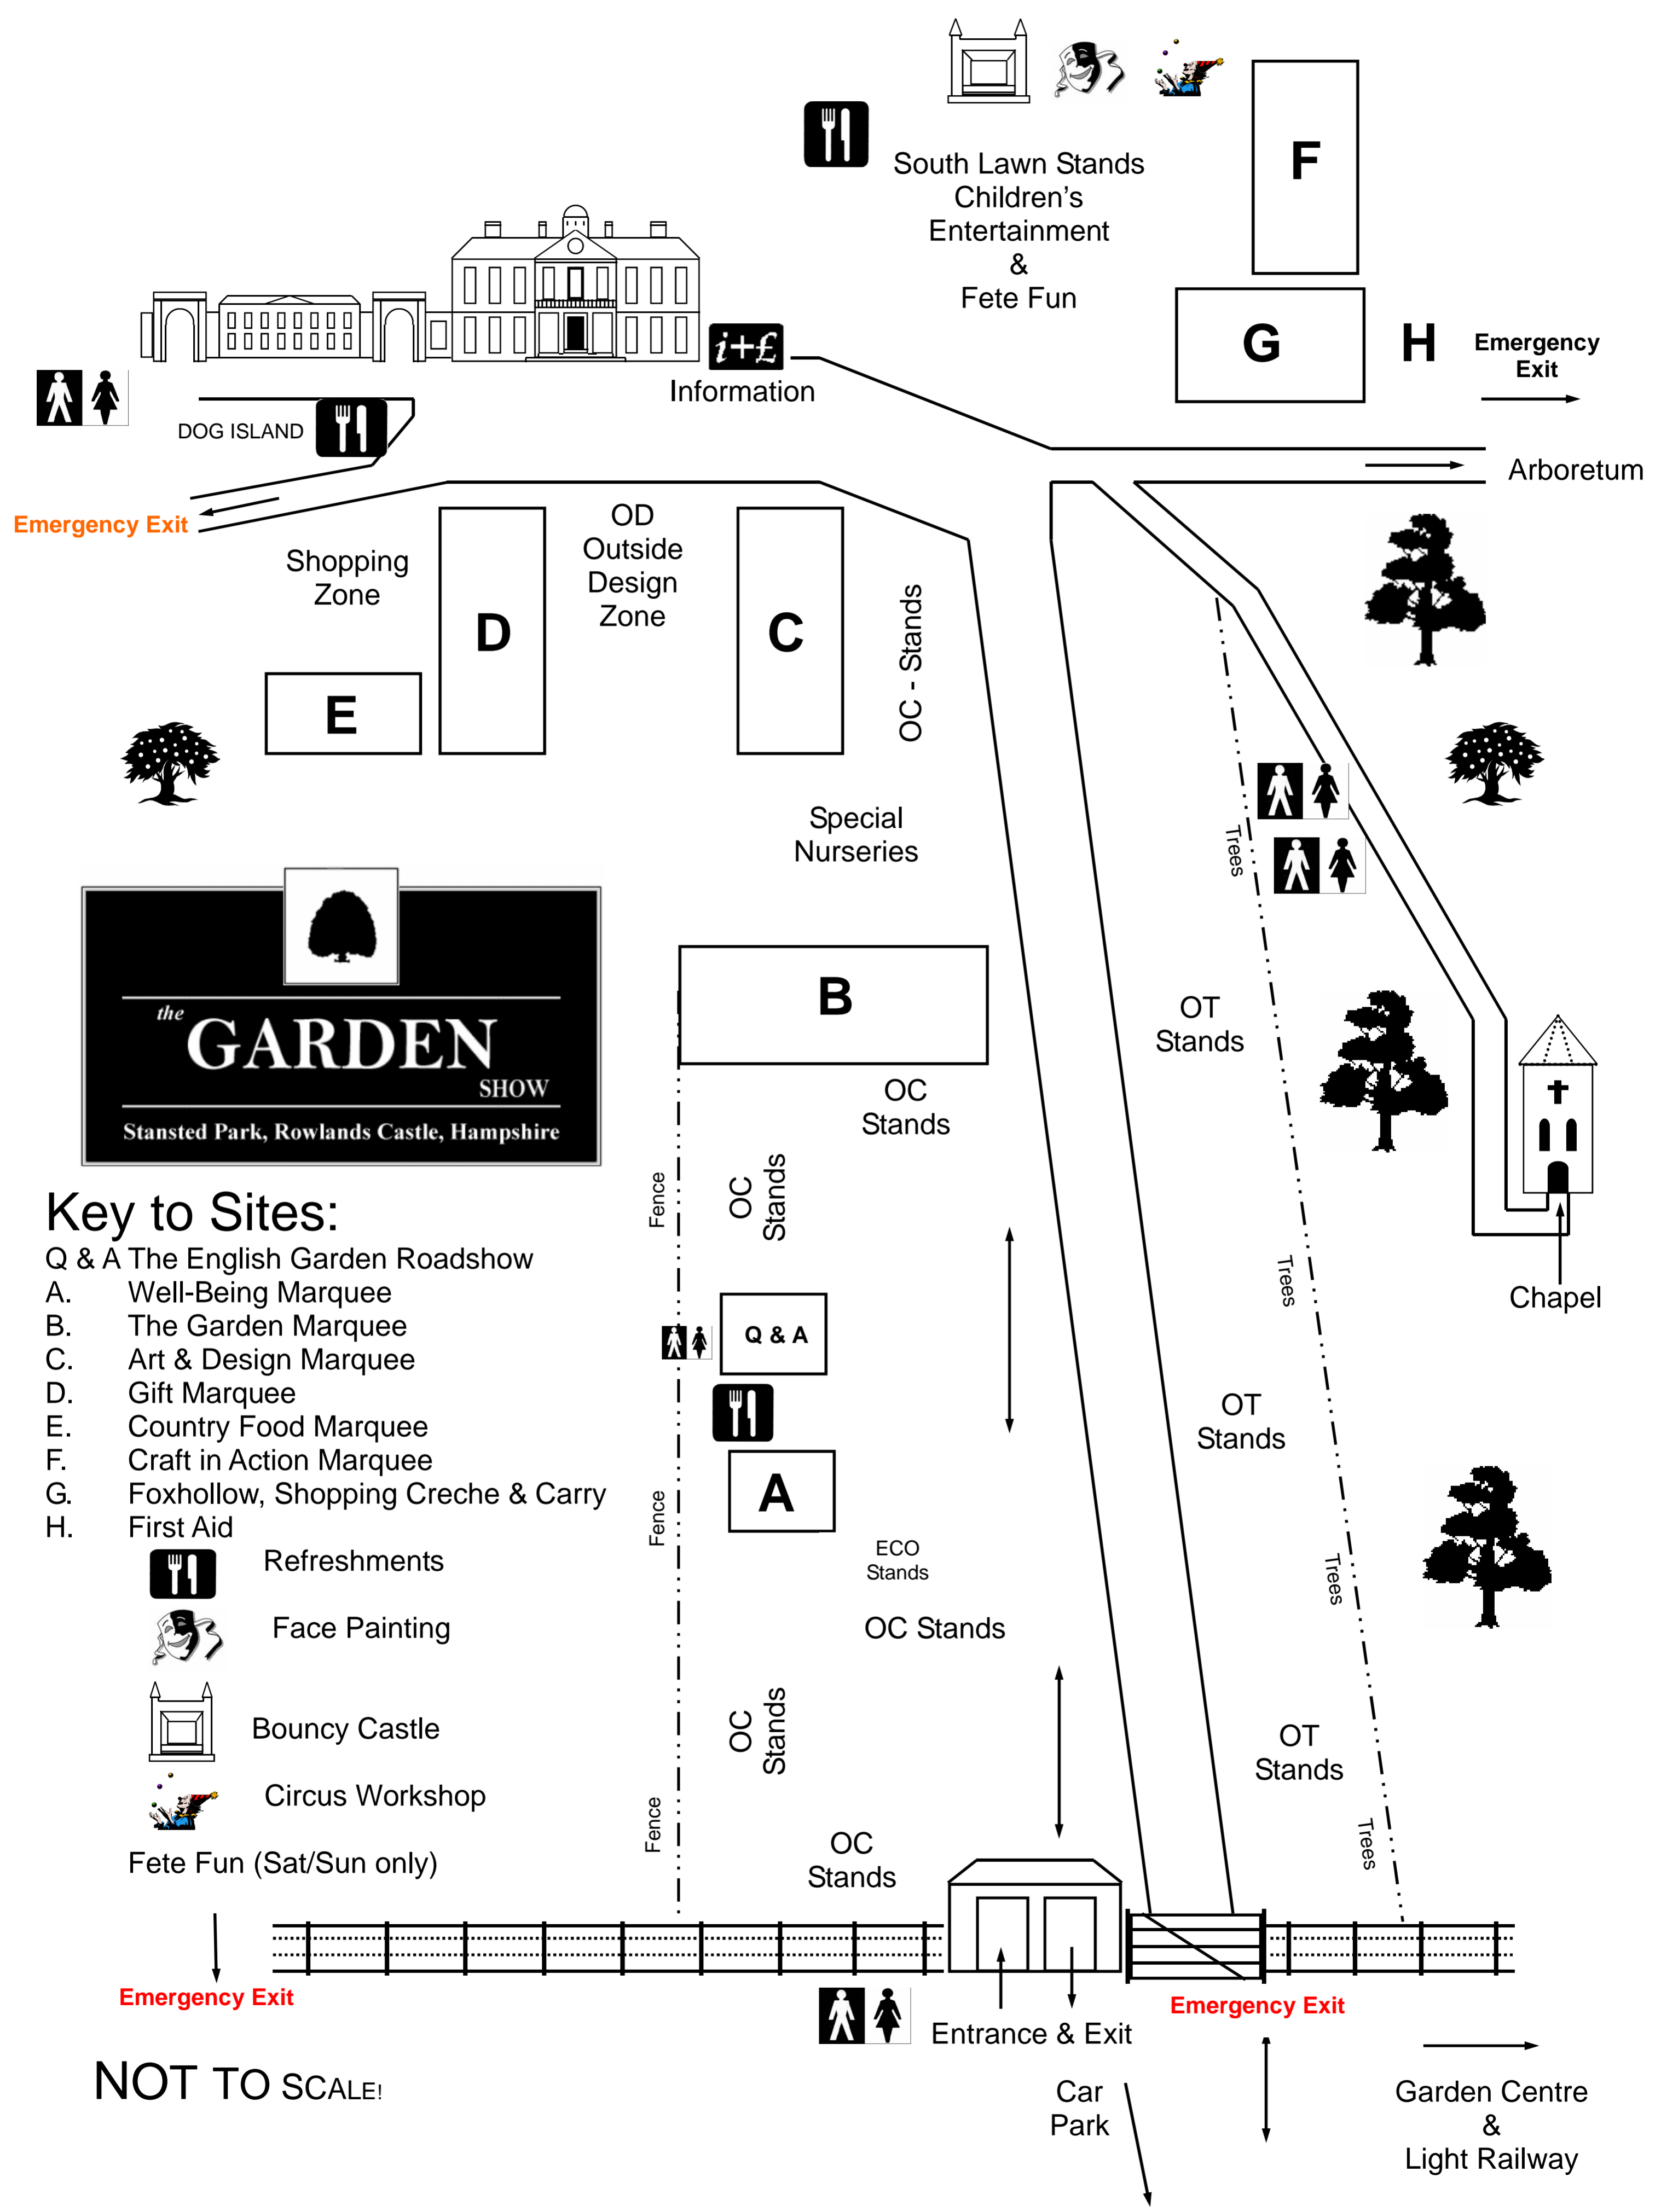 South Lawn Stands
Children's
Entertainment
&
Fete Fun
F
G
H
Emergency
Exit
i+£
Information
DOG ISLAND
Arboretum
Emergency Exit
Shopping
Zone
OD
Outside
Design
Zone
D
C
E
OC - Stands
Special
Nurseries
Trees
the
GARDEN
SHOW
Stansted Park, Rowlands Castle, Hampshire
B
OT
Stands
OC
Stands
OC
Stands
Fence
Key to Sites:
Q & A The English Garden Roadshow
A. Well-Being Marquee
B. The Garden Marquee
C. Art & Design Marquee
D. Gift Marquee
E. Country Food Marquee
F. Craft in Action Marquee
G. Foxhollow, Shopping Creche & Carry
H. First Aid
Refreshments
Face Painting
Bouncy Castle
Circus Workshop
Fete Fun (Sat/Sun only)
Trees
Chapel
Q & A
OT
Stands
A
Fence
ECO
Stands
OC Stands
Trees
OC
Stands
OT
Stands
Fence
OC
Stands
Trees
Emergency Exit
Emergency Exit
Entrance & Exit
NOT TO SCALE!
Car
Park
Garden Centre
&
Light Railway